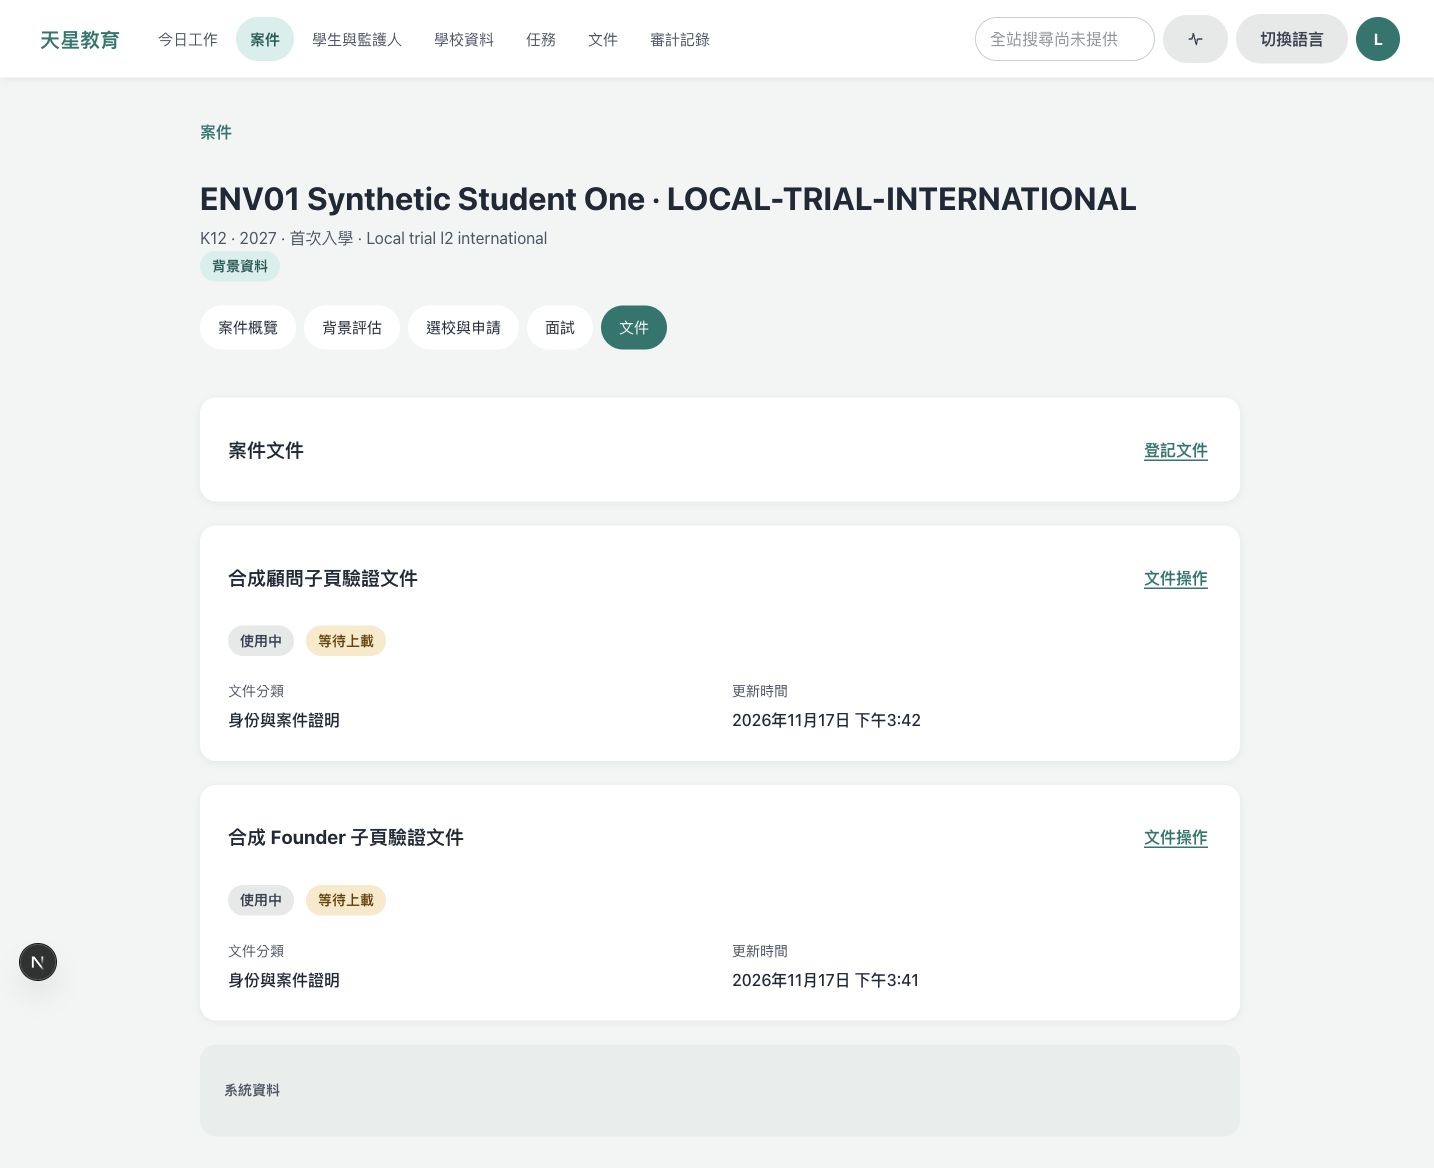 天星教育
今日工作
案件
學生與監護人
學校資料
任務
文件
審計記錄
全站搜尋尚未提供
切換語言
L
案件
ENV01 Synthetic Student One · LOCAL-TRIAL-INTERNATIONAL
K12 · 2027 · 首次入學 · Local trial I2 international
背景資料
案件概覽
背景評估
選校與申請
面試
文件
案件文件
登記文件
合成顧問子頁驗證文件
文件操作
使用中
等待上載
文件分類
更新時間
身份與案件證明
2026年11月17日 下午3:42
合成 Founder 子頁驗證文件
文件操作
使用中
等待上載
文件分類
更新時間
身份與案件證明
2026年11月17日 下午3:41
N
系統資料